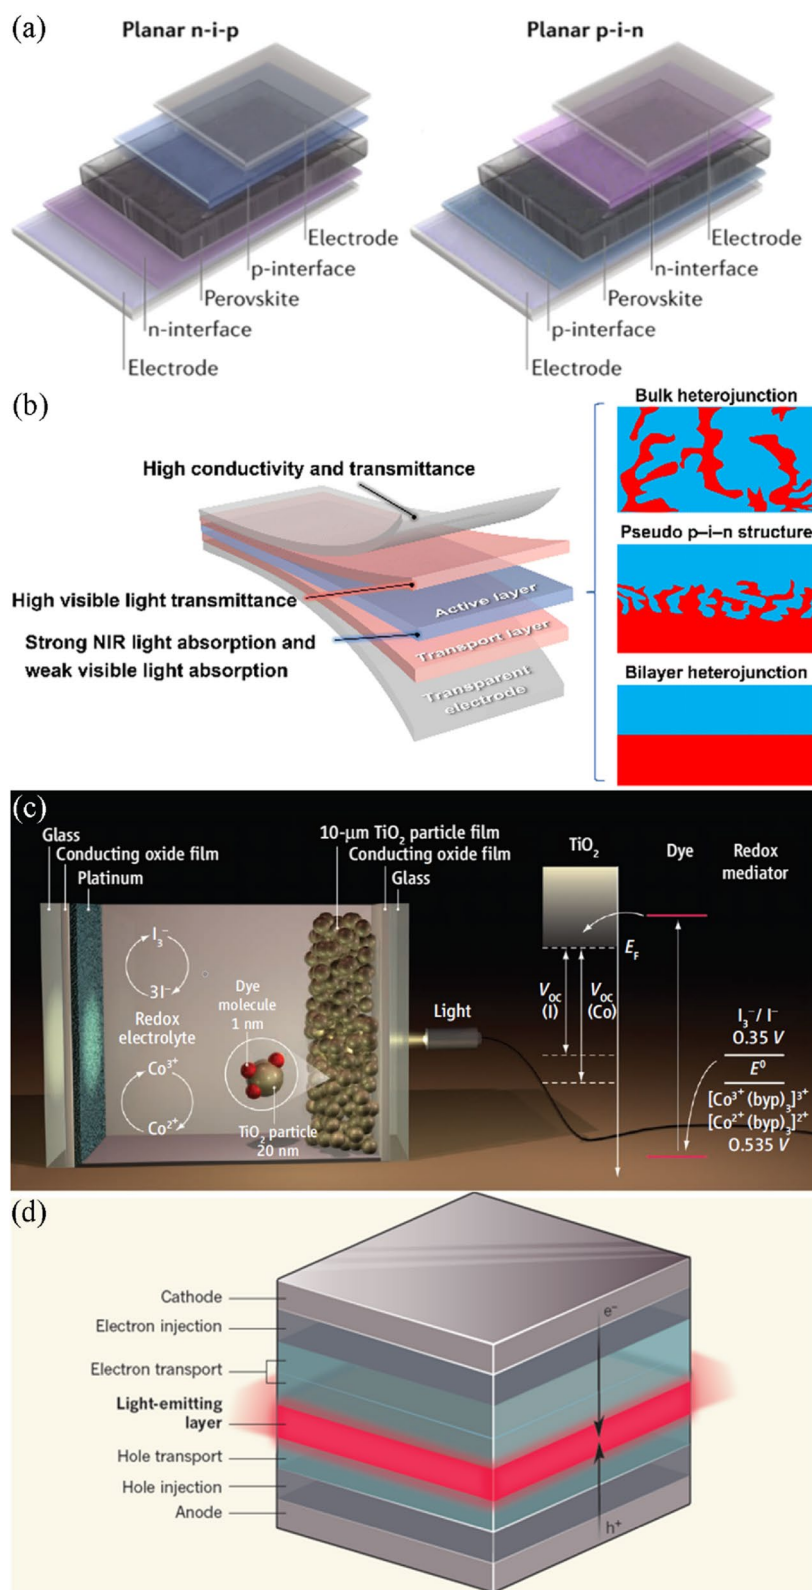 (a)
Planar n-i-p
Planar p-i-n
Electrode
p-interface
Perovskite
n-interface
Electrode
Electrode
n-interface
Perovskite
p-interface
Electrode
(b)
High conductivity and transmittance
High visible light transmittance
Strong NIR light absorption and
weak visible light absorption
Active layer
Transport layer
Transparent
electrode
Bulk heterojunction
Pseudo p–i–n structure
Bilayer heterojunction
(c)
Glass
Conducting oxide film
Platinum
10-μm TiO₂ particle film
Conducting oxide film
Glass
I₃⁻
3I⁻
Redox
electrolyte
Co³⁺
Co²⁺
Dye
molecule
1 nm
TiO₂ particle
20 nm
Light
TiO₂
Dye
Redox
mediator
E_F
V_OC
(I)
V_OC
(Co)
I₃⁻/ I⁻
0.35 V
E⁰
[Co³⁺(byp)₃]³⁺
[Co²⁺(byp)₃]²⁺
0.535 V
(d)
Cathode
Electron injection
Electron transport
Light-emitting
layer
Hole transport
Hole injection
Anode
e⁻
h⁺